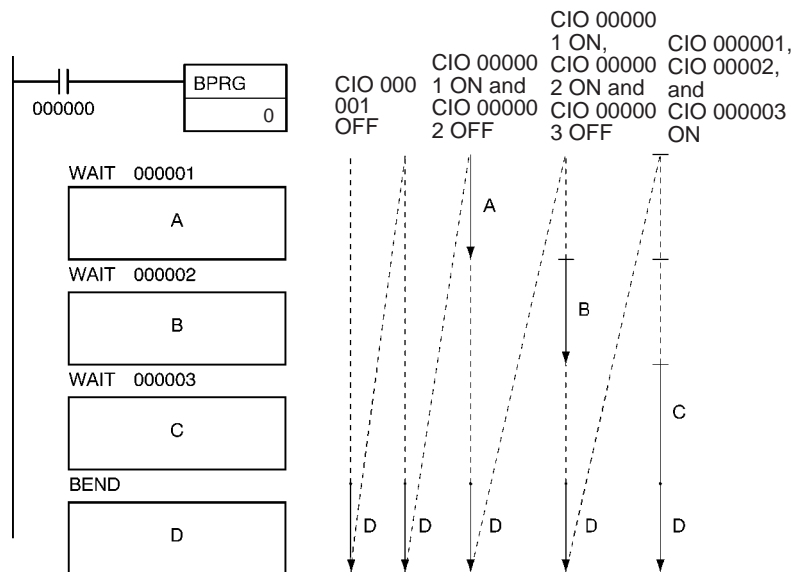 BPRG
0
000000
CIO 000
001
OFF
CIO 00000
1 ON and
CIO 00000
2 OFF
CIO 00000
1 ON,
CIO 00000
2 ON and
CIO 00000
3 OFF
CIO 000001,
CIO 00002,
and
CIO 000003
ON
WAIT 000001
A
WAIT 000002
B
WAIT 000003
C
BEND
D
A
B
C
D
D
D
D
D